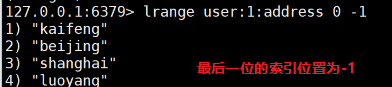 127.0.0.1:6379> lrange user:1:address 0 -1
1) "kaifeng"
2) "beijing"
3) "shanghai"
最后一位的索引位置为-1
4) "luoyang"